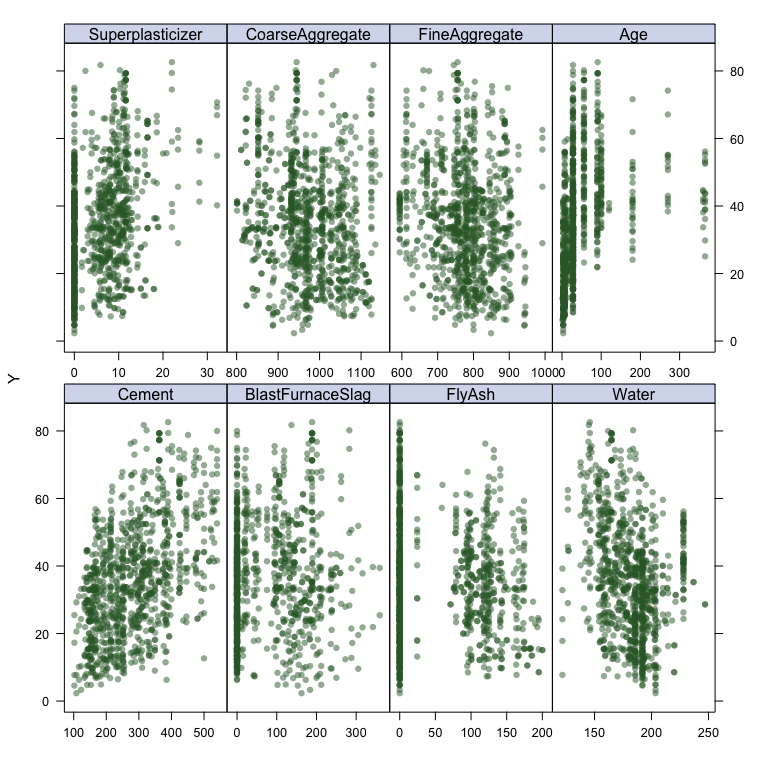 Superplasticizer CoarseAggregate FineAggregate Age
80
60
40
20
0
0 10 20 30 800 900 1000 1100 600 700 800 900 1000 0 100 200 300
Y
Cement BlastFurnaceSlag FlyAsh Water
80
60
40
20
0
100 200 300 400 500 0 100 200 300 0 50 100 150 200 150 200 250